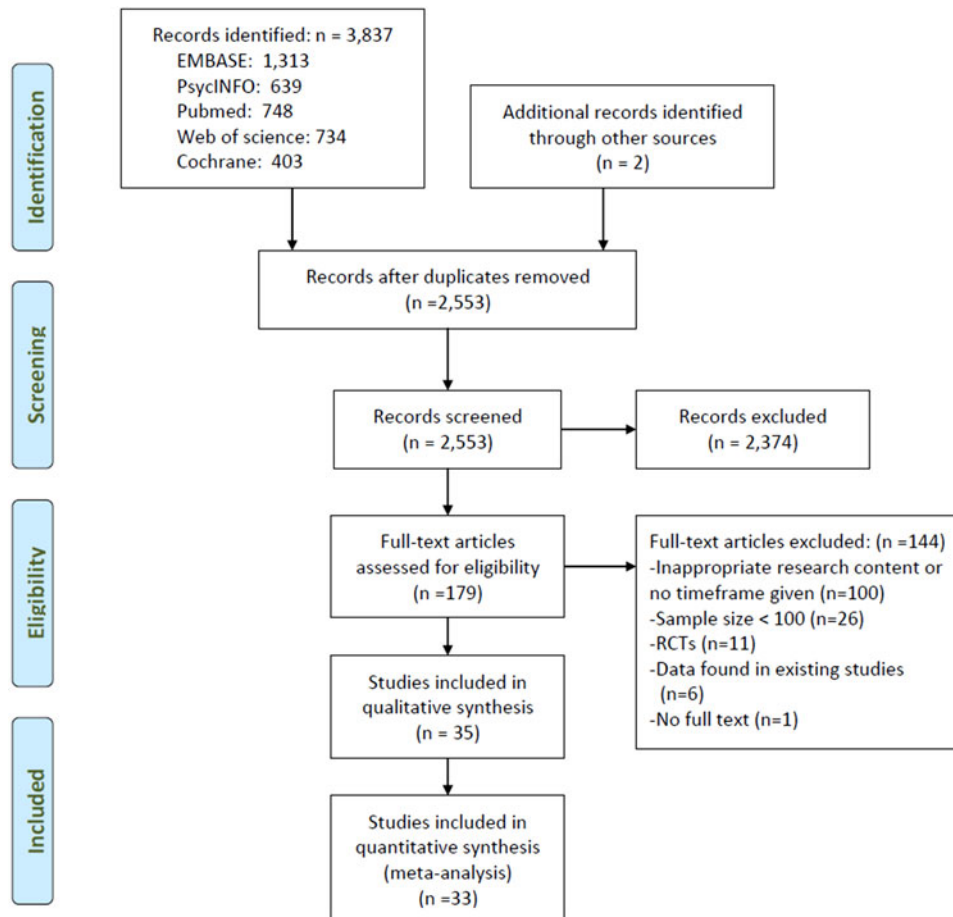 Identification
Records identified: n = 3,837
EMBASE: 1,313
PsycINFO: 639
Pubmed: 748
Web of science: 734
Cochrane: 403
Additional records identified
through other sources
(n = 2)
Screening
Records after duplicates removed
(n =2,553)
Records screened
(n = 2,553)
Records excluded
(n = 2,374)
Eligibility
Full-text articles
assessed for eligibility
(n =179)
Full-text articles excluded: (n =144)
-Inappropriate research content or
no timeframe given (n=100)
-Sample size < 100 (n=26)
-RCTs (n=11)
-Data found in existing studies
(n=6)
-No full text (n=1)
Studies included in
qualitative synthesis
(n = 35)
Included
Studies included in
quantitative synthesis
(meta-analysis)
(n =33)